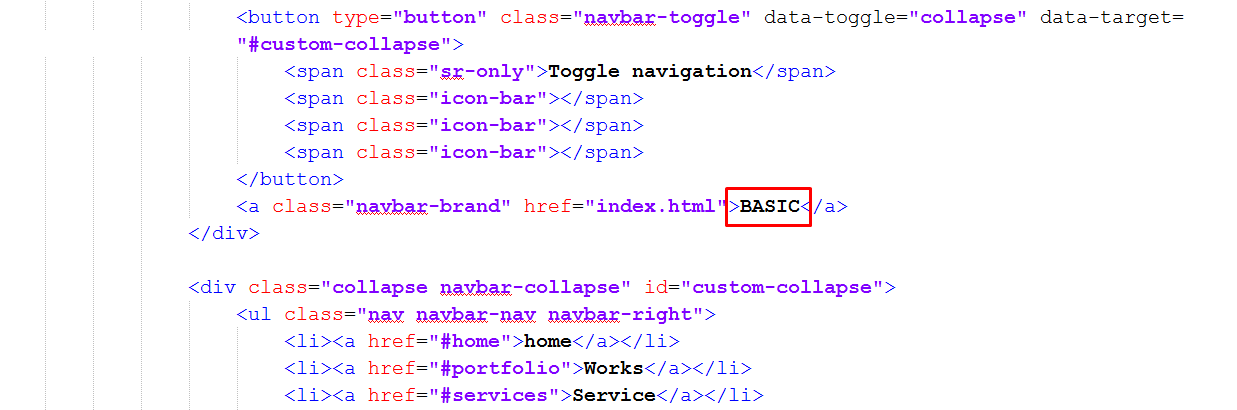 <button type="button" class="navbar-toggle" data-toggle="collapse" data-target=
"#custom-collapse">
<span class="sr-only">Toggle navigation</span>
<span class="icon-bar"></span>
<span class="icon-bar"></span>
<span class="icon-bar"></span>
</button>
<a class="navbar-brand" href="index.html">BASIC</a>
</div>
<div class="collapse navbar-collapse" id="custom-collapse">
<ul class="nav navbar-nav navbar-right">
<li><a href="#home">home</a></li>
<li><a href="#portfolio">Works</a></li>
<li><a href="#services">Service</a></li>